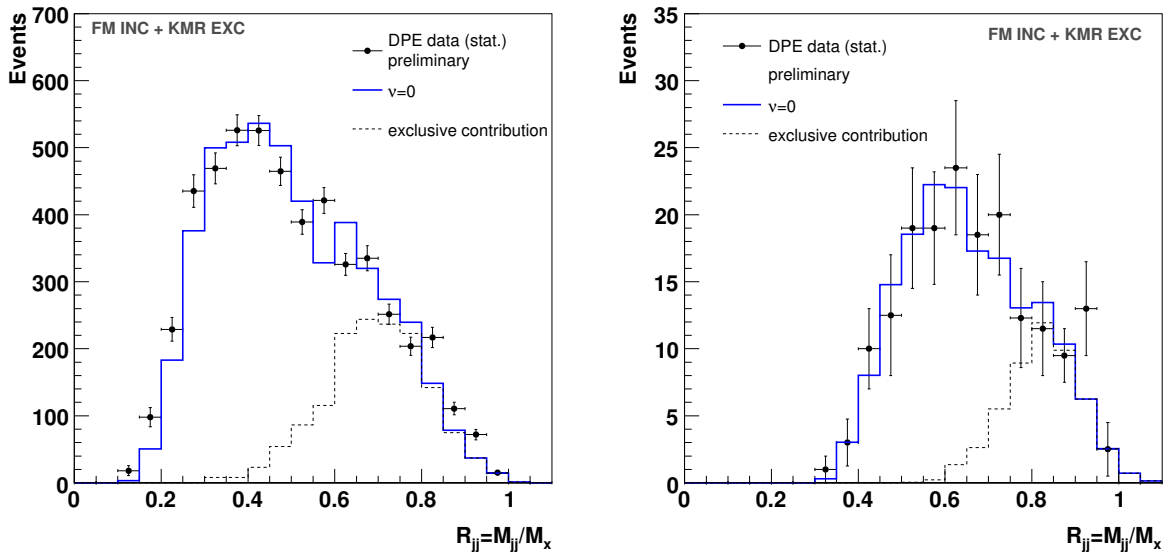 FM INC + KMR EXC
Events
DPE data (stat.)
preliminary
ν=0
exclusive contribution
700
600
500
400
300
200
100
0
0 0.2 0.4 0.6 0.8 1
R_jj=M_jj/M_x
FM INC + KMR EXC
Events
DPE data (stat.)
preliminary
ν=0
exclusive contribution
35
30
25
20
15
10
5
0
0 0.2 0.4 0.6 0.8 1
R_jj=M_jj/M_x